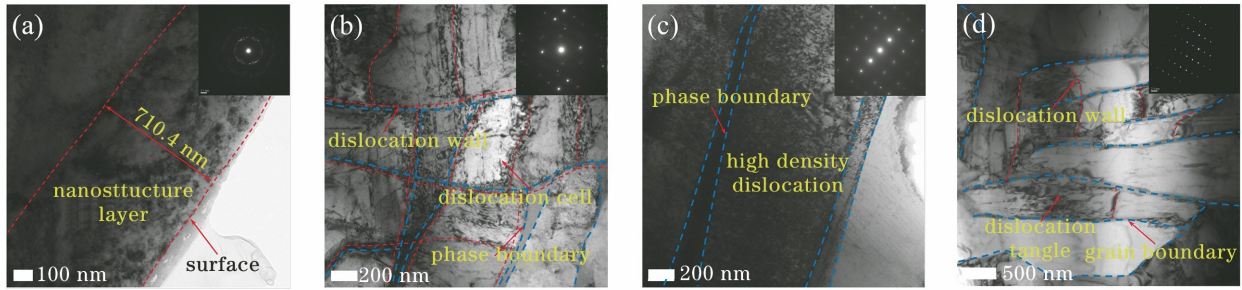 (a)
710.4 nm
nanosttucture
layer
surface
100 nm
(b)
dislocation wall
dislocation cell
phase boundary
200 nm
(c)
phase boundary
high density
dislocation
200 nm
(d)
dislocation wall
dislocation
tangle grain boundary
500 nm